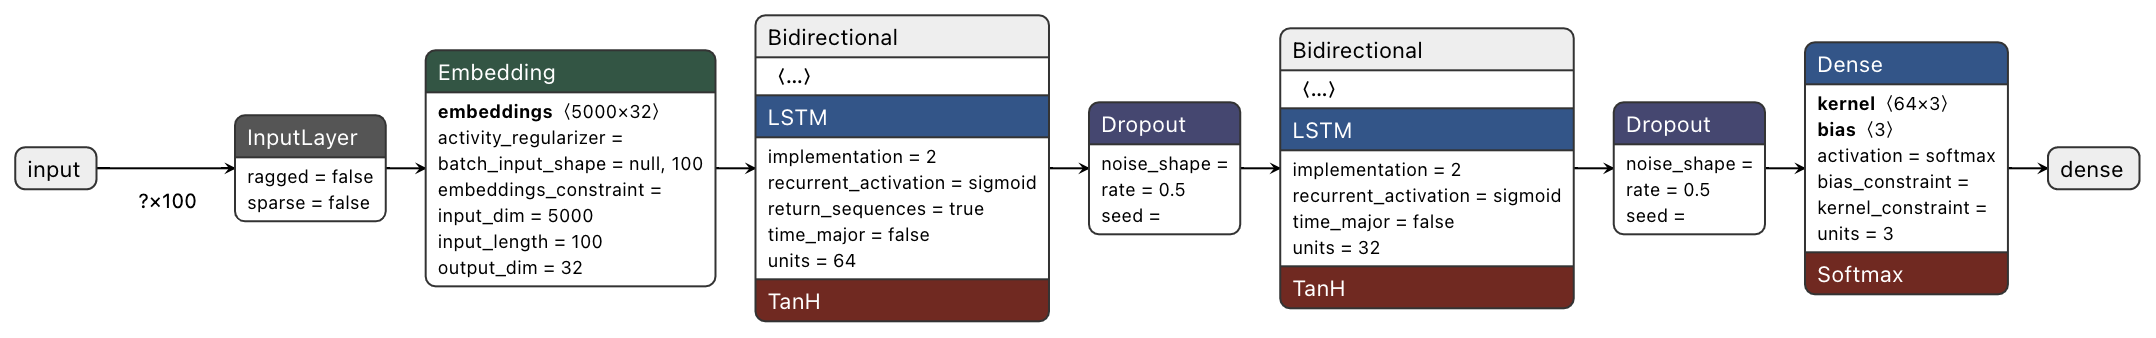 input
?×100
InputLayer
ragged = false
sparse = false
Embedding
embeddings ⟨5000×32⟩
activity_regularizer =
batch_input_shape = null, 100
embeddings_constraint =
input_dim = 5000
input_length = 100
output_dim = 32
Bidirectional
⟨...⟩
LSTM
implementation = 2
recurrent_activation = sigmoid
return_sequences = true
time_major = false
units = 64
TanH
Dropout
noise_shape =
rate = 0.5
seed =
Bidirectional
⟨...⟩
LSTM
implementation = 2
recurrent_activation = sigmoid
time_major = false
units = 32
TanH
Dropout
noise_shape =
rate = 0.5
seed =
Dense
kernel ⟨64×3⟩
bias ⟨3⟩
activation = softmax
bias_constraint =
kernel_constraint =
units = 3
Softmax
dense